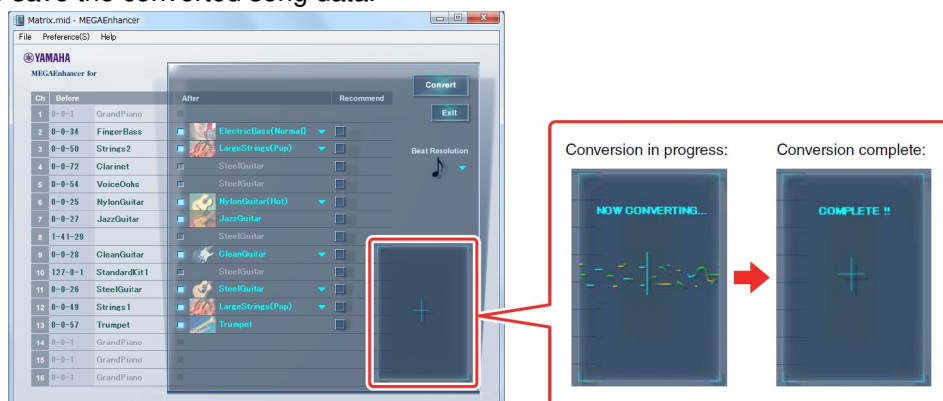 save the converted song data.
Matrix.mid - MEGAEnhancer
File Preference(S) Help
YAMAHA
MEGAEnhancer for
Convert
Exit
Beat Resolution
Ch Before After Recommend
1 0-0-1 GrandPiano
2 0-0-34 FingerBass ElectricBass(Normal)
3 0-0-50 Strings2 LargeStrings(Pop)
4 0-0-72 Clarinet SteelGuitar
5 0-0-54 VoiceOohs SteelGuitar
6 0-0-25 NylonGuitar NylonGuitar(Hot)
7 0-0-27 JazzGuitar JazzGuitar
8 1-41-29 SteelGuitar
9 0-0-28 CleanGuitar CleanGuitar
10 127-0-1 StandardKit1 SteelGuitar
11 0-0-26 SteelGuitar SteelGuitar
12 0-0-49 Strings1 LargeStrings(Pop)
13 0-0-57 Trumpet Trumpet
14 0-0-1 GrandPiano
15 0-0-1 GrandPiano
16 0-0-1 GrandPiano
Conversion in progress: Conversion complete:
NOW CONVERTING... COMPLETE !!